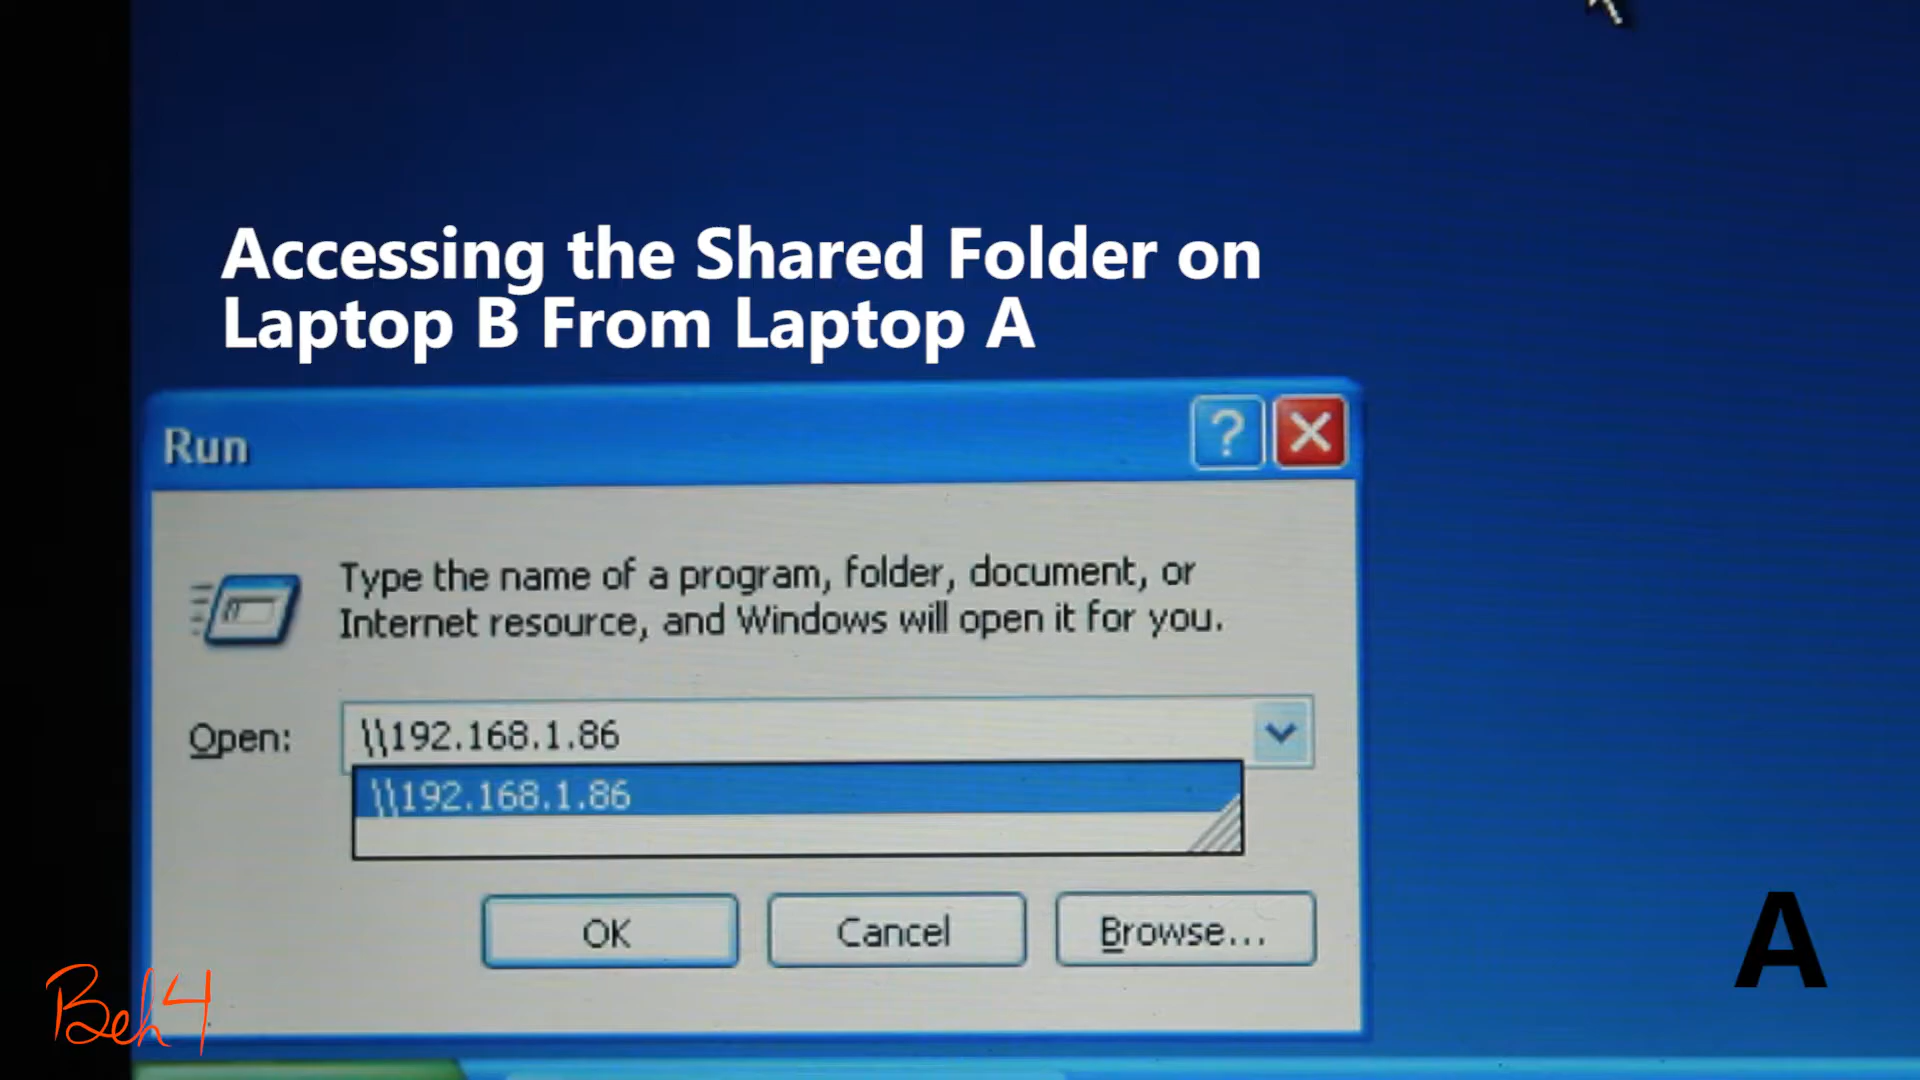 Accessing the Shared Folder on
Laptop B From Laptop A
Run
Type the name of a program, folder, document, or
Internet resource, and Windows will open it for you.
Open: \\192.168.1.86
\\192.168.1.86
OK Cancel Browse...
A
Beh4